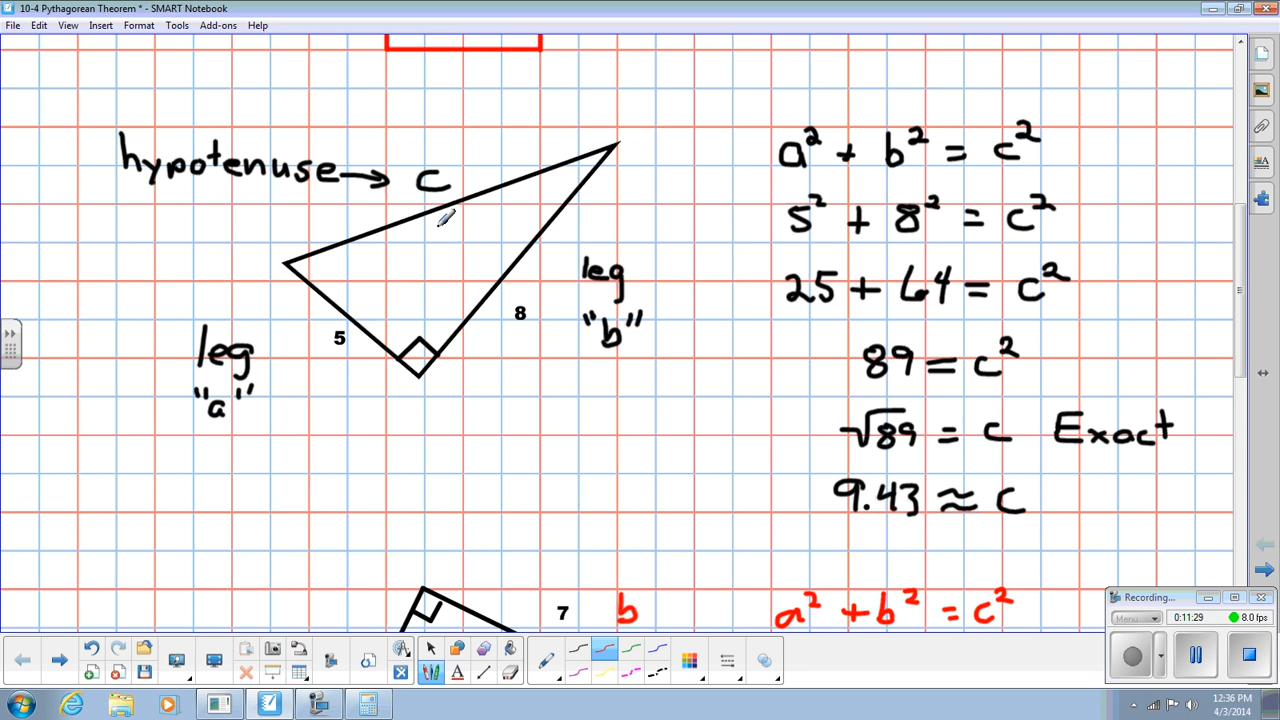 10-4 Pythagorean Theorem * - SMART Notebook
File Edit View Insert Format Tools Add-ons Help
hypotenuse → c
leg
"a"
5
8
leg
"b"
a² + b² = c²
5² + 8² = c²
25 + 64 = c²
89 = c²
√89 = c Exact
9.43 ≈ c
7
b
a² + b² = c²
Recording...
Menu
0:11:29
8.0 fps
12:36 PM
4/3/2014